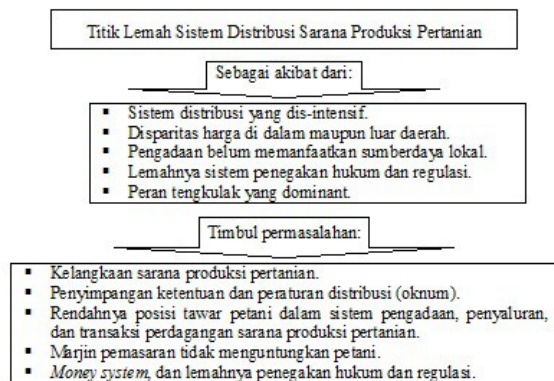 Titik Lemah Sistem Distribusi Sarana Produksi Pertanian
Sebagai akibat dari:
▪ Sistem distribusi yang dis-intensif.
▪ Disparitas harga di dalam maupun luar daerah.
▪ Pengadaan belum memanfaatkan sumberdaya lokal.
▪ Lemahnya sistem penegakan hukum dan regulasi.
▪ Peran tengkulak yang dominant.
Timbul permasalahan:
▪ Kelangkaan sarana produksi pertanian.
▪ Penyimpangan ketentuan dan peraturan distribusi (oknum).
▪ Rendahnya posisi tawar petani dalam sistem pengadaan, penyaluran,
dan transaksi perdagangan sarana produksi pertanian.
▪ Marjin pemasaran tidak menguntungkan petani.
▪ Money system, dan lemahnya penegakan hukum dan regulasi.